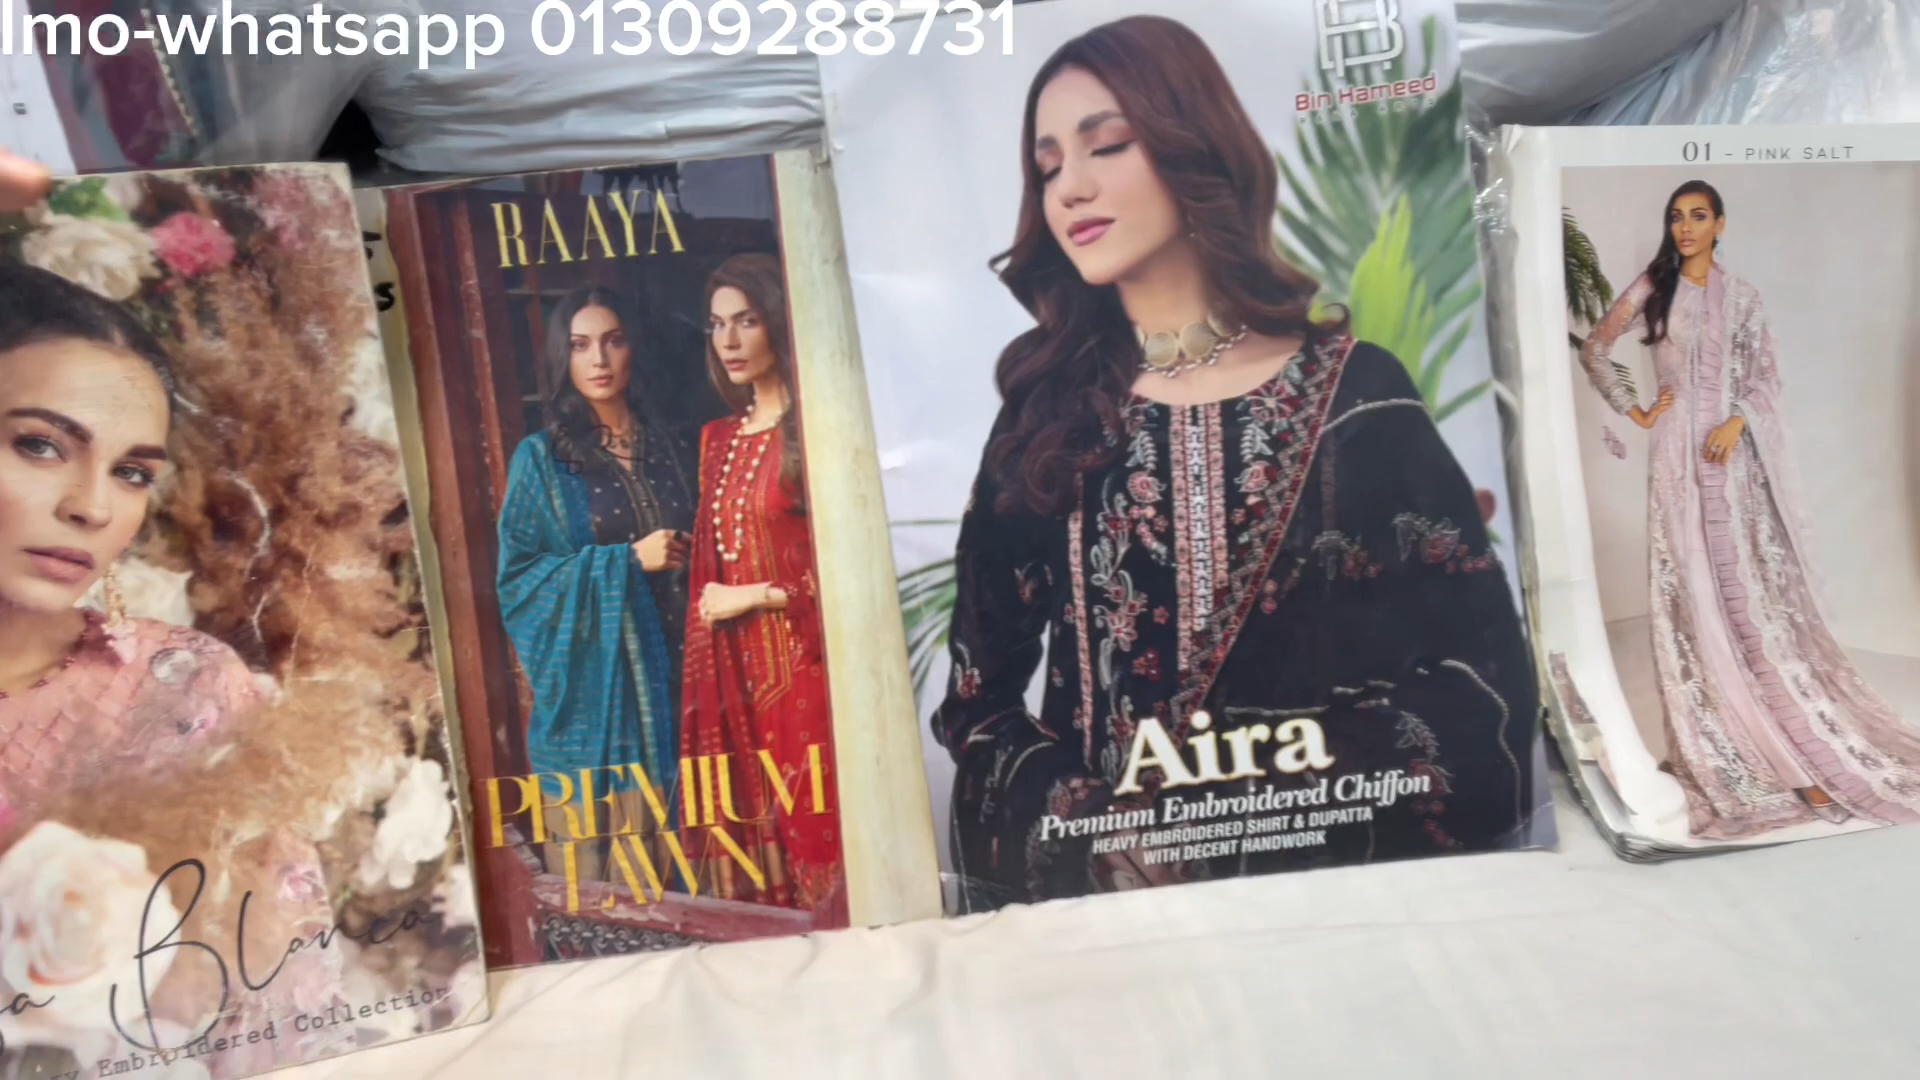 Imo-whatsapp 01309288731
Bin Hameed
01 - PINK SALT
RAAYA
PREMIUM
LAWN
Aira
Premium Embroidered Chiffon
HEAVY EMBROIDERED SHIRT & DUPATTA
WITH DECENT HANDWORK
Blanca
Embroidered Collection